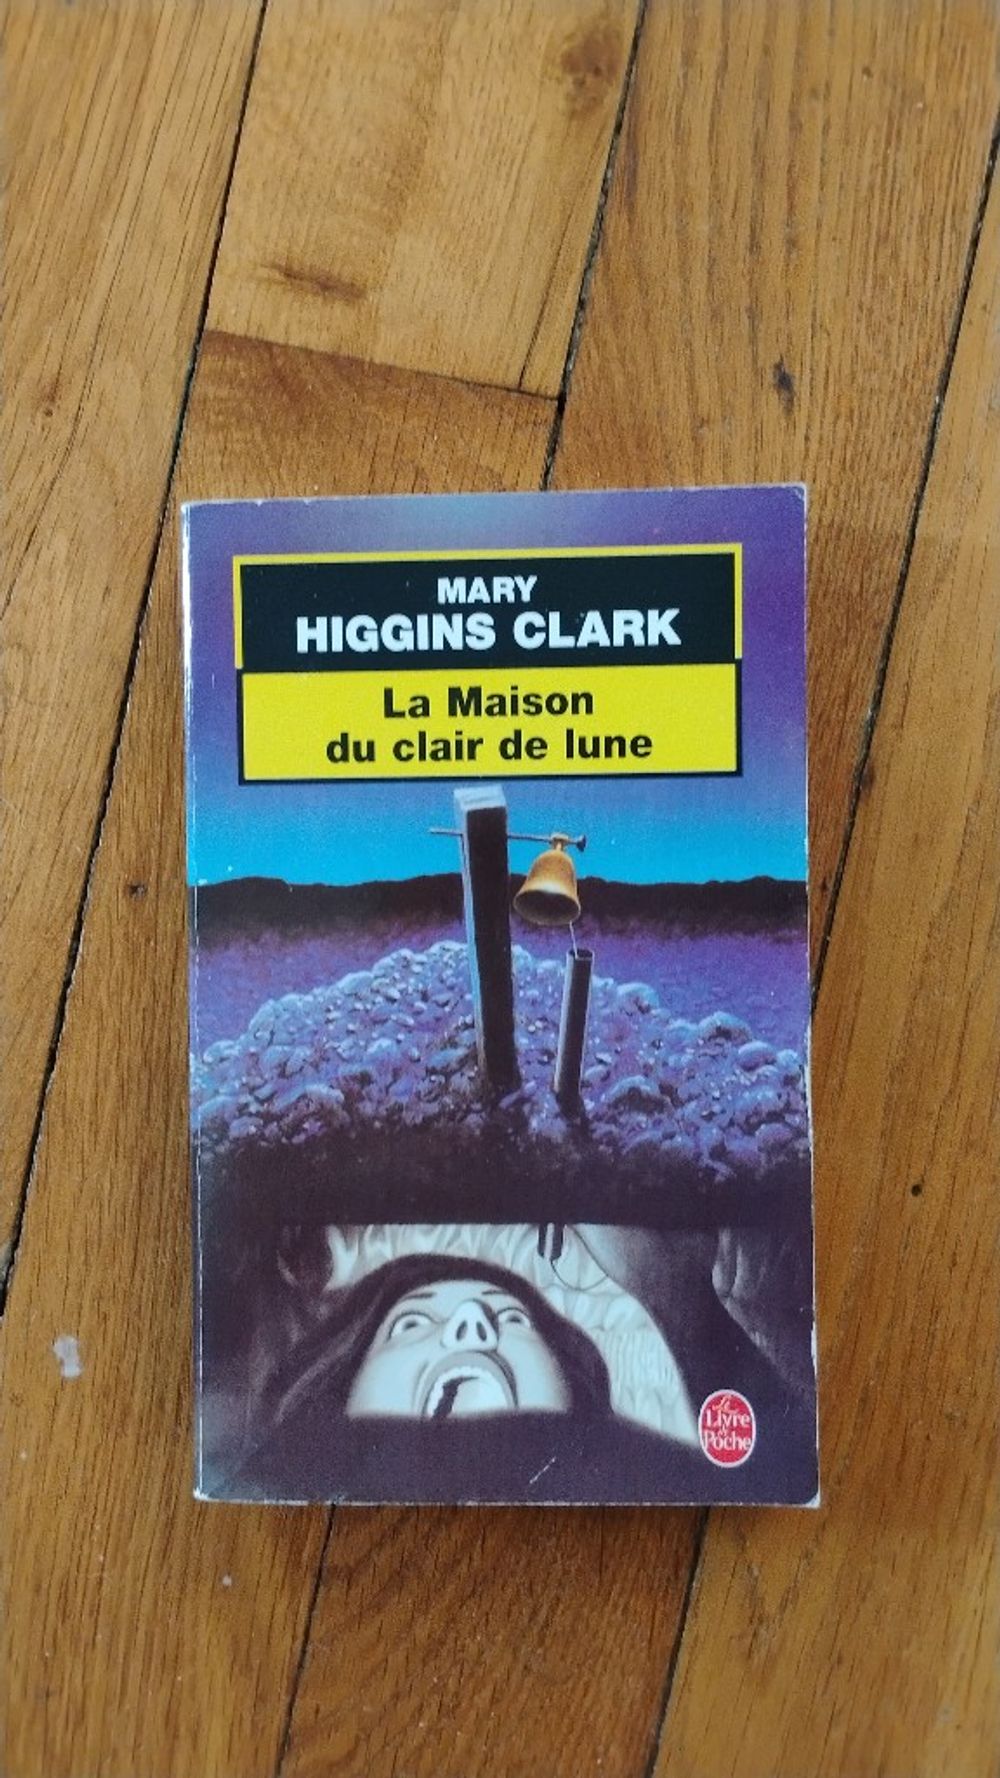 MARY
HIGGINS CLARK
La Maison
du clair de lune
Le
Livre
de
Poche